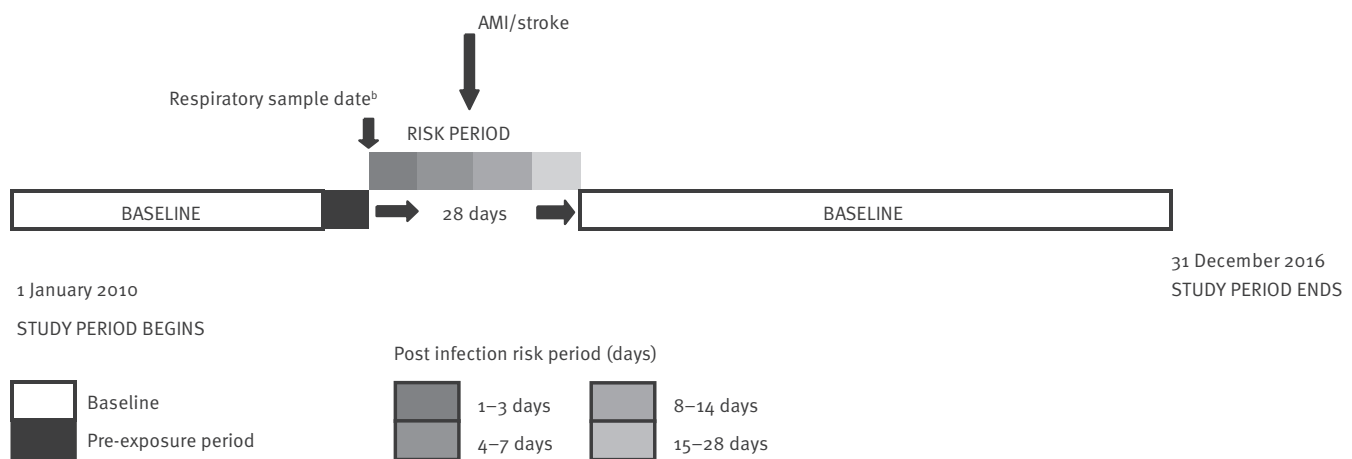 AMI/stroke
Respiratory sample dateᵇ
RISK PERIOD
BASELINE
28 days
BASELINE
1 January 2010
STUDY PERIOD BEGINS
31 December 2016
STUDY PERIOD ENDS
Baseline
Pre-exposure period
Post infection risk period (days)
1–3 days
8–14 days
4–7 days
15–28 days